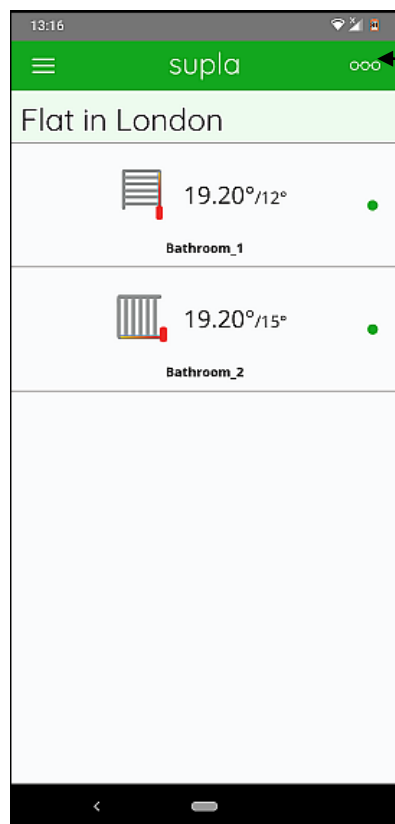 13:16
supla
Flat in London
19.20°/12°
Bathroom_1
19.20°/15°
Bathroom_2